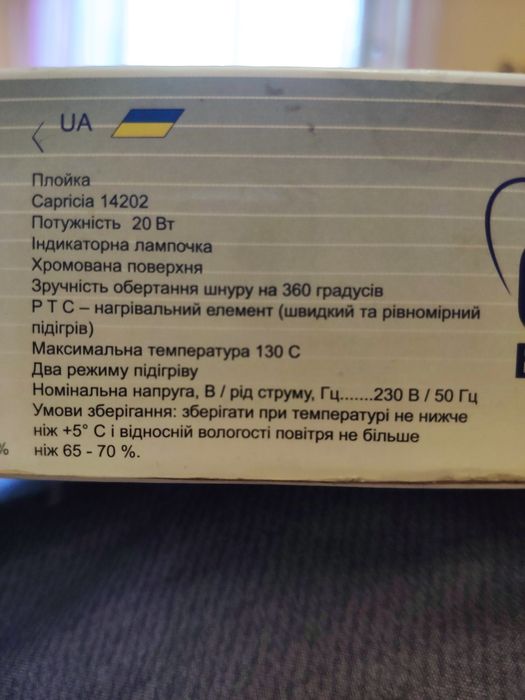 UA
Плойка
Capricia 14202
Потужність 20 Вт
Індикаторна лампочка
Хромована поверхня
Зручність обертання шнуру на 360 градусів
Р Т С – нагрівальний елемент (швидкий та рівномірний
підігрів)
Максимальна температура 130 С
Два режиму підігріву
Номінальна напруга, В / рід струму, Гц.......230 В / 50 Гц
Умови зберігання: зберігати при температурі не нижче
ніж +5° С і відносній вологості повітря не більше
ніж 65 - 70 %.
%